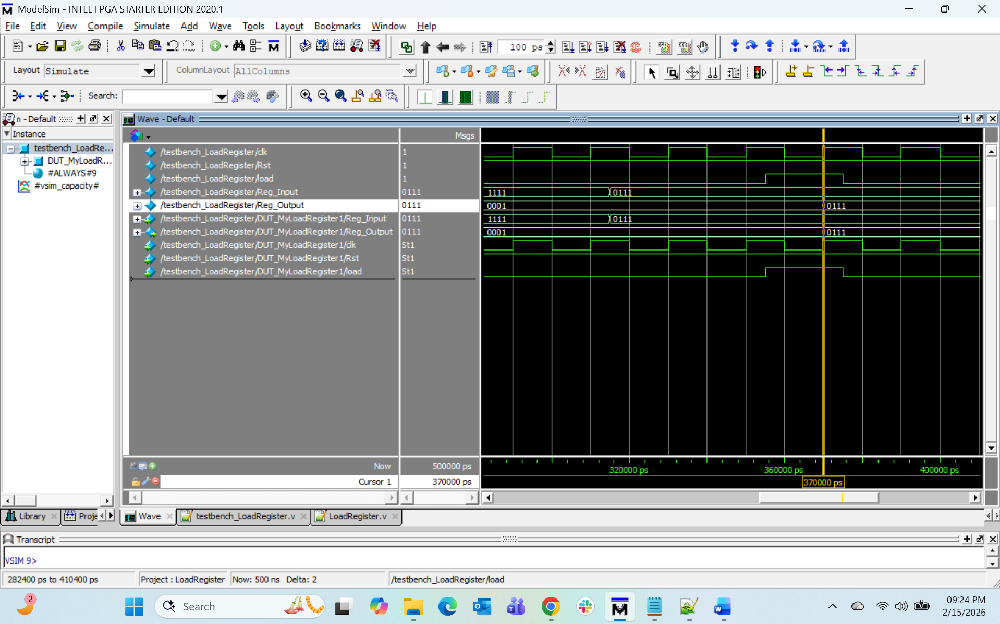 ModelSim - INTEL FPGA STARTER EDITION 2020.1
File Edit View Compile Simulate Add Wave Tools Layout Bookmarks Window Help
100 ps
Layout Simulate ColumnLayout AllColumns
Search:
n - Default
Wave - Default
Instance
Msgs
testbench_LoadRe...
DUT_MyLoadR...
#ALWAYS#9
#vsim_capacity#
/testbench_LoadRegister/clk 1
/testbench_LoadRegister/Rst 1
/testbench_LoadRegister/load 1
/testbench_LoadRegister/Reg_Input 0111 1111 0111
/testbench_LoadRegister/Reg_Output 0111 0001 0111
/testbench_LoadRegister/DUT_MyLoadRegister1/Reg_Input 0111 1111 0111
/testbench_LoadRegister/DUT_MyLoadRegister1/Reg_Output 0111 0001 0111
/testbench_LoadRegister/DUT_MyLoadRegister1/clk St1
/testbench_LoadRegister/DUT_MyLoadRegister1/Rst St1
/testbench_LoadRegister/DUT_MyLoadRegister1/load St1
Now 500000 ps 320000 ps 360000 ps 400000 ps
Cursor 1 370000 ps 370000 ps
Library Proje Wave testbench_LoadRegister.v LoadRegister.v
Transcript
VSIM 9>
282400 ps to 410400 ps Project : LoadRegister Now: 500 ns Delta: 2 /testbench_LoadRegister/load
2 Search 09:24 PM
2/15/2026